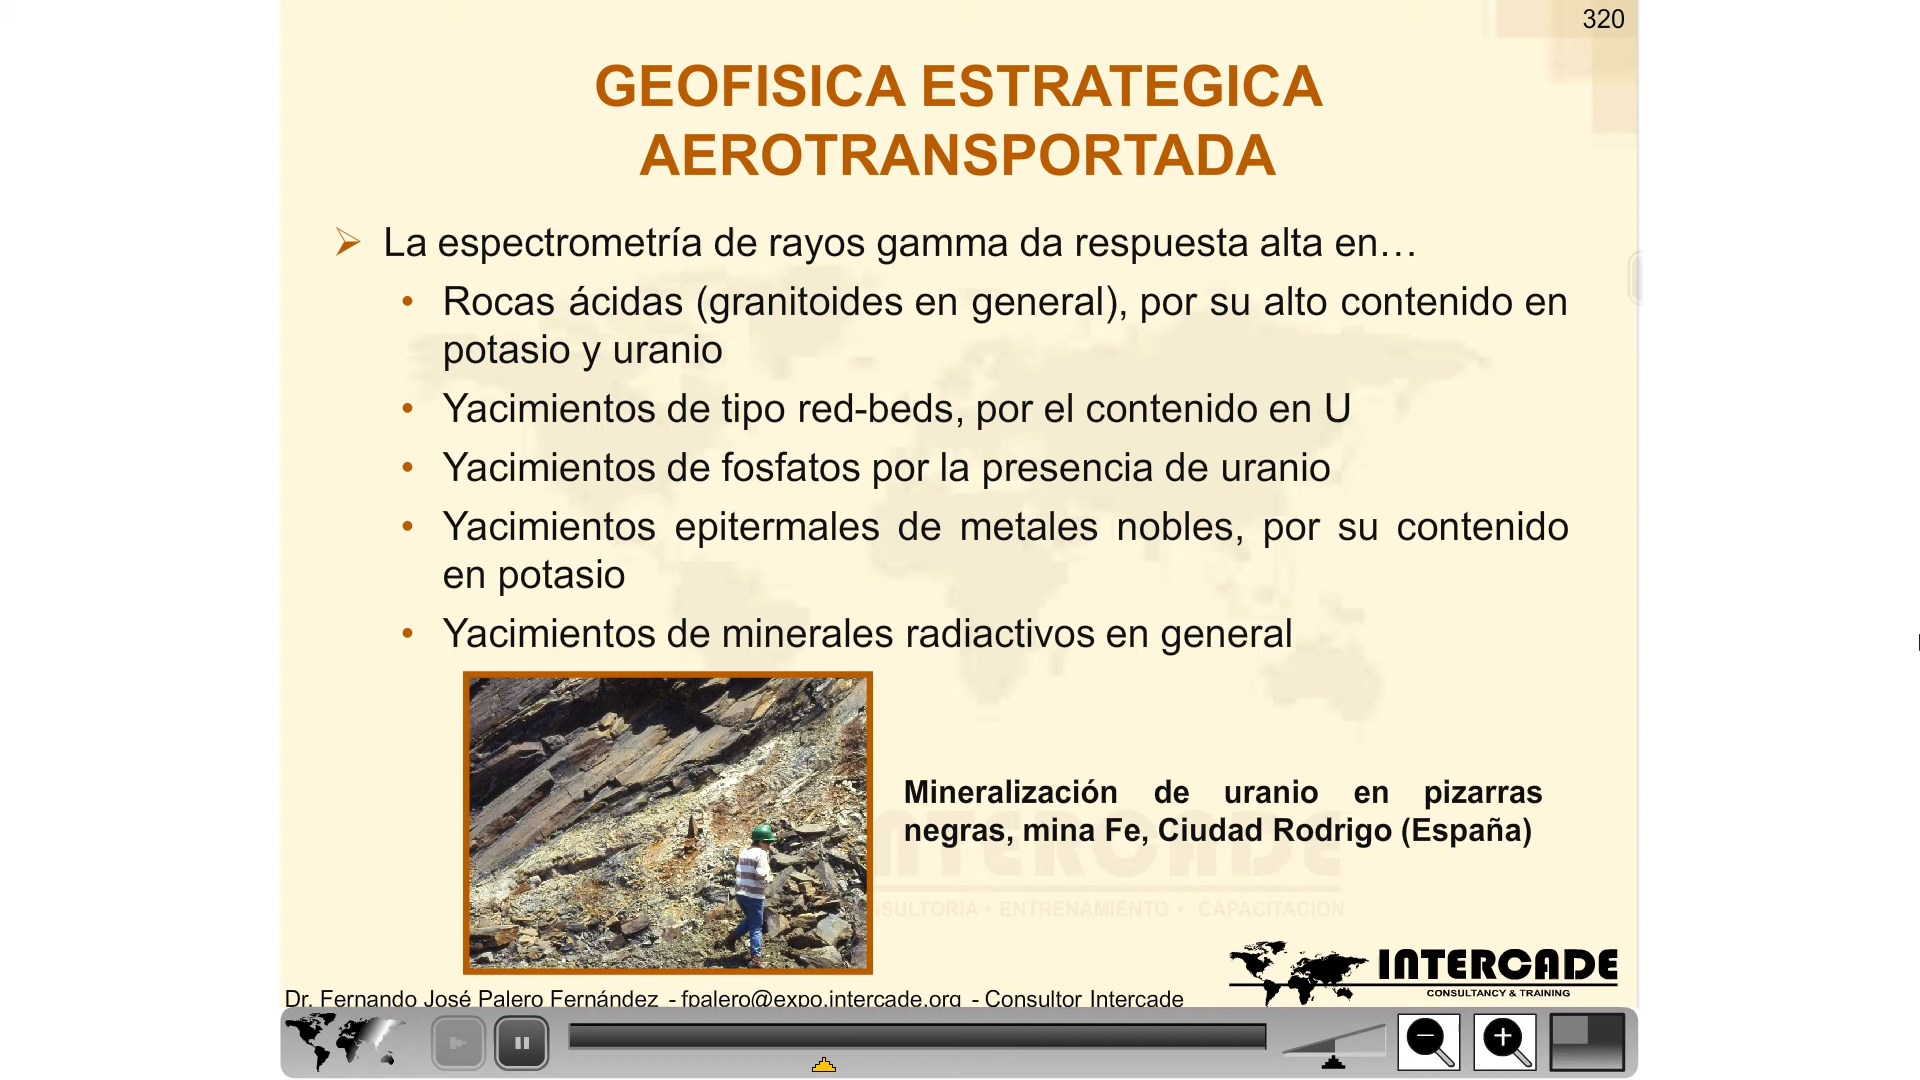 320
GEOFISICA ESTRATEGICA
AEROTRANSPORTADA
La espectrometría de rayos gamma da respuesta alta en…
Rocas ácidas (granitoides en general), por su alto contenido en
potasio y uranio
Yacimientos de tipo red-beds, por el contenido en U
Yacimientos de fosfatos por la presencia de uranio
Yacimientos epitermales de metales nobles, por su contenido
en potasio
Yacimientos de minerales radiactivos en general
Mineralización de uranio en pizarras
negras, mina Fe, Ciudad Rodrigo (España)
NTERCADE
NSULTORIA • ENTRENAMIENTO • CAPACITACION
INTERCADE
CONSULTANCY & TRAINING
Dr. Fernando José Palero Fernández - fpalero@expo.intercade.org - Consultor Intercade